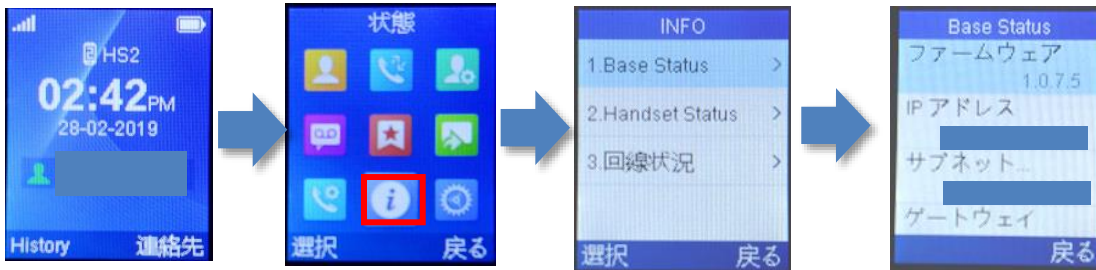 2 HS2
02:42PM
28-02-2019
History 連絡先
状態
選択 戻る
INFO
1.Base Status
2.Handset Status
3.回線状況
選択 戻る
Base Status
ファームウェア
1.0.7.5
IP アドレス
サブネット...
ゲートウェイ
戻る